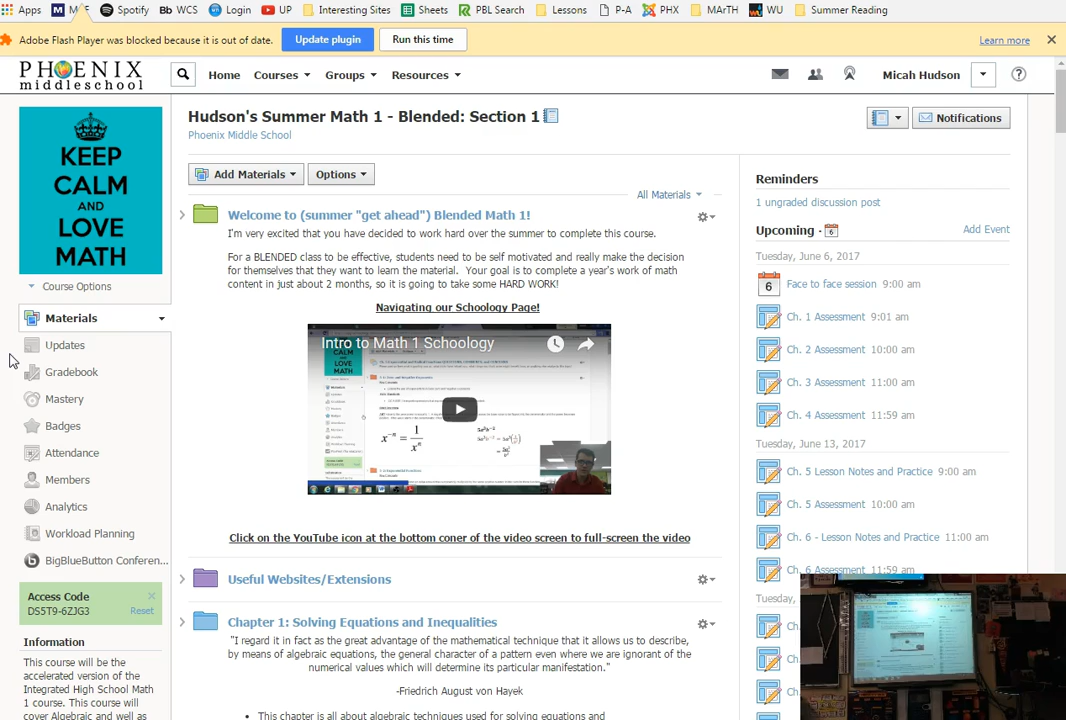 Apps Spotify Bb WCS Login UP Interesting Sites Sheets PBL Search Lessons P-A PHX MArTH WU Summer Reading
Adobe Flash Player was blocked because it is out of date. Update plugin Run this time Learn more
PHOENIX
middleschool
Home Courses Groups Resources Micah Hudson
KEEP
CALM
AND
LOVE
MATH
Hudson's Summer Math 1 - Blended: Section 1
Phoenix Middle School
Notifications
Add Materials Options
All Materials
Course Options
Materials
Updates
Gradebook
Mastery
Badges
Attendance
Members
Analytics
Workload Planning
BigBlueButton Conferen...
Access Code
DS5T9-6ZJG3 Reset
Information
This course will be the
accelerated version of the
Integrated High School Math
1 course. This course will
cover Algebraic and well as
Welcome to (summer "get ahead") Blended Math 1!
I'm very excited that you have decided to work hard over the summer to complete this course.
For a BLENDED class to be effective, students need to be self motivated and really make the decision
for themselves that they want to learn the material. Your goal is to complete a year's work of math
content in just about 2 months, so it is going to take some HARD WORK!
Navigating our Schoology Page!
Intro to Math 1 Schoology
Click on the YouTube icon at the bottom coner of the video screen to full-screen the video
Useful Websites/Extensions
Chapter 1: Solving Equations and Inequalities
"I regard it in fact as the great advantage of the mathematical technique that it allows us to describe,
by means of algebraic equations, the general character of a pattern even where we are ignorant of the
numerical values which will determine its particular manifestation."
-Friedrich August von Hayek
• This chapter is all about algebraic techniques used for solving equations and
Reminders
1 ungraded discussion post
Upcoming · Add Event
Tuesday, June 6, 2017
6 Face to face session 9:00 am
Ch. 1 Assessment 9:01 am
Ch. 2 Assessment 10:00 am
Ch. 3 Assessment 11:00 am
Ch. 4 Assessment 11:59 am
Tuesday, June 13, 2017
Ch. 5 Lesson Notes and Practice 9:00 am
Ch. 5 Assessment 10:00 am
Ch. 6 - Lesson Notes and Practice 11:00 am
Ch. 6 Assessment 11:59 am
Tuesday,
Ch.
Ch.
Ch.